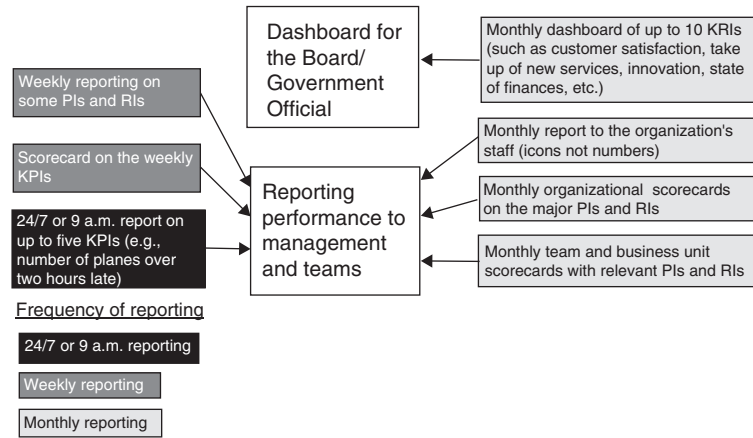 Dashboard for
the Board/
Government
Official
Monthly dashboard of up to 10 KRIs
(such as customer satisfaction, take
up of new services, innovation, state
of finances, etc.)
Weekly reporting on
some PIs and RIs
Scorecard on the weekly
KPIs
24/7 or 9 a.m. report on
up to five KPIs (e.g.,
number of planes over
two hours late)
Reporting
performance to
management
and teams
Monthly report to the organization's
staff (icons not numbers)
Monthly organizational scorecards
on the major PIs and RIs
Monthly team and business unit
scorecards with relevant PIs and RIs
Frequency of reporting
24/7 or 9 a.m. reporting
Weekly reporting
Monthly reporting